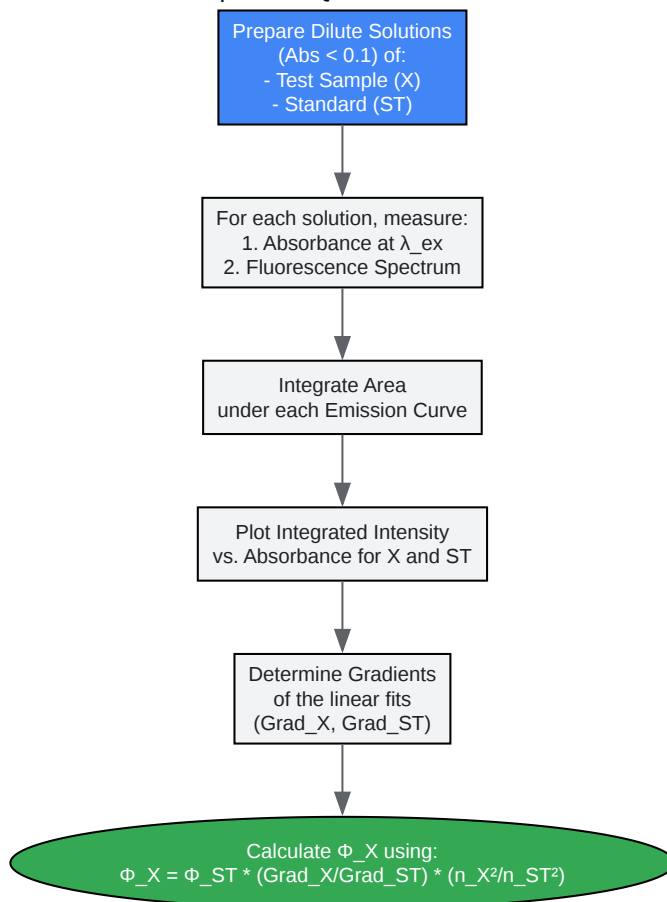 Prepare Dilute Solutions
(Abs < 0.1) of:
- Test Sample (X)
- Standard (ST)
For each solution, measure:
1. Absorbance at λ_ex
2. Fluorescence Spectrum
Integrate Area
under each Emission Curve
Plot Integrated Intensity
vs. Absorbance for X and ST
Determine Gradients
of the linear fits
(Grad_X, Grad_ST)
Calculate Φ_X using:
Φ_X = Φ_ST * (Grad_X/Grad_ST) * (n_X²/n_ST²)